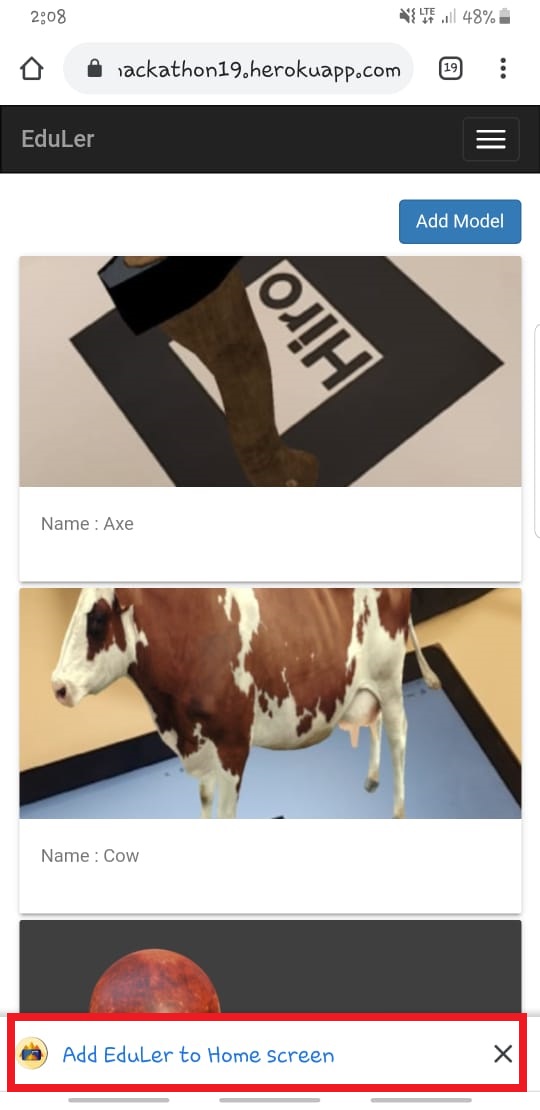 2:08 LTE 48%
hackathon19.herokuapp.com 19
EduLer
Add Model
Hiro
Name : Axe
Name : Cow
Add EduLer to Home screen